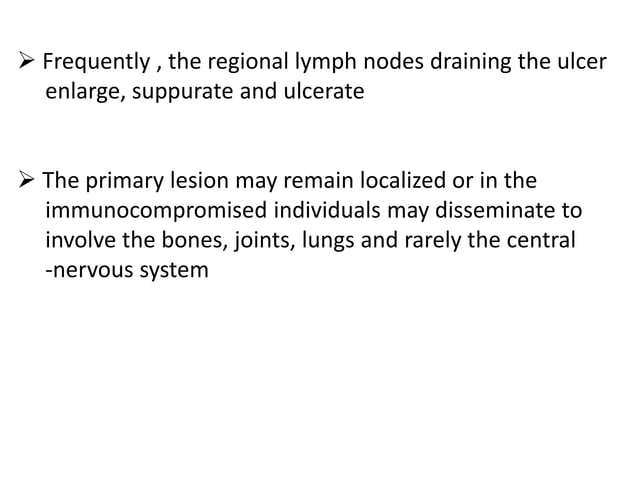 ➢ Frequently , the regional lymph nodes draining the ulcer
enlarge, suppurate and ulcerate
➢ The primary lesion may remain localized or in the
immunocompromised individuals may disseminate to
involve the bones, joints, lungs and rarely the central
-nervous system